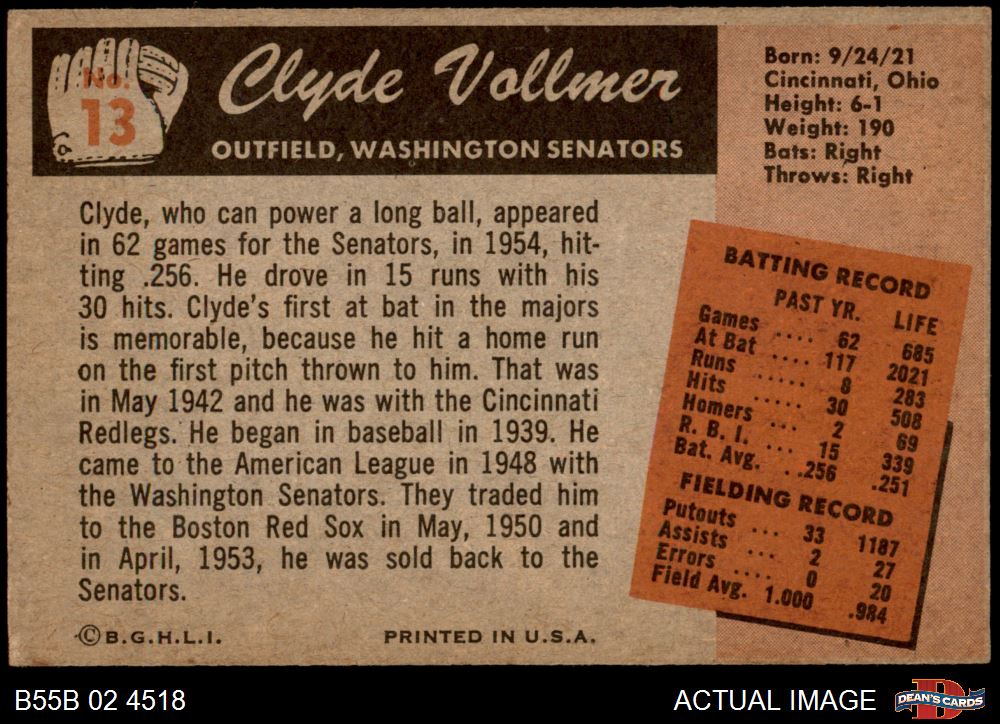 No.
13
Clyde Vollmer
OUTFIELD, WASHINGTON SENATORS
Born: 9/24/21
Cincinnati, Ohio
Height: 6-1
Weight: 190
Bats: Right
Throws: Right
Clyde, who can power a long ball, appeared
in 62 games for the Senators, in 1954, hit-
ting .256. He drove in 15 runs with his
30 hits. Clyde's first at bat in the majors
is memorable, because he hit a home run
on the first pitch thrown to him. That was
in May 1942 and he was with the Cincinnati
Redlegs. He began in baseball in 1939. He
came to the American League in 1948 with
the Washington Senators. They traded him
to the Boston Red Sox in May, 1950 and
in April, 1953, he was sold back to the
Senators.
BATTING RECORD
PAST YR. LIFE
Games .... 62 685
At Bat .... 117 2021
Runs ..... 8 283
Hits ..... 30 508
Homers ... 2 69
R. B. I. ... 15 339
Bat. Avg. ..256 .251
FIELDING RECORD
Putouts ... 33 1187
Assists ... 2 27
Errors .... 0 20
Field Avg. 1.000 .984
©B.G.H.L.I. PRINTED IN U.S.A.
B55B 02 4518 ACTUAL IMAGE DEAN'S CARDS